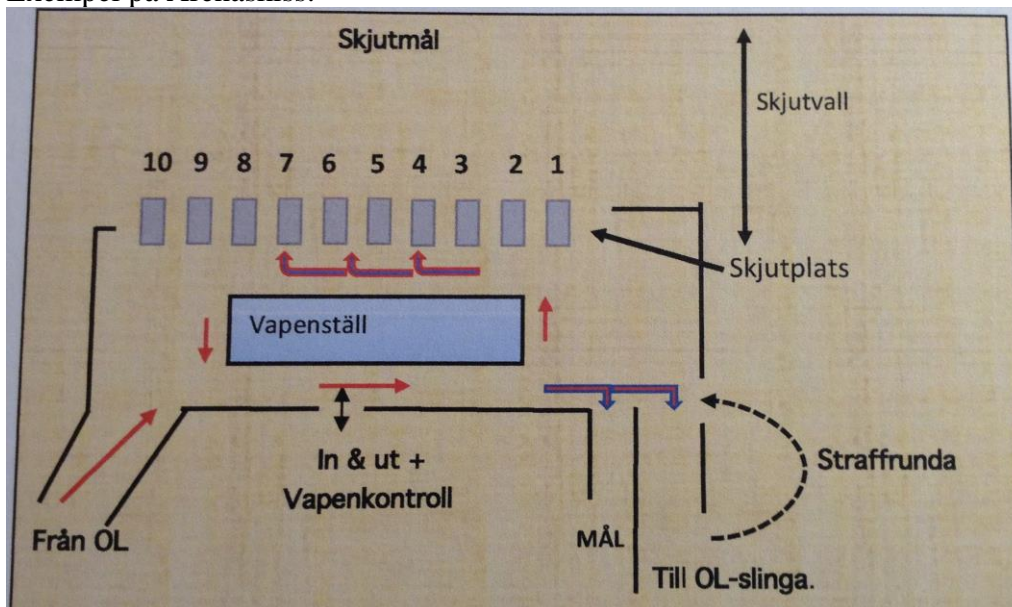 Skjutmål
Skjutvall
10 9 8 7 6 5 4 3 2 1
Skjutplats
Vapenställ
In & ut +
Vapenkontroll
Straffrunda
Från OL
MÅL
Till OL-slinga.